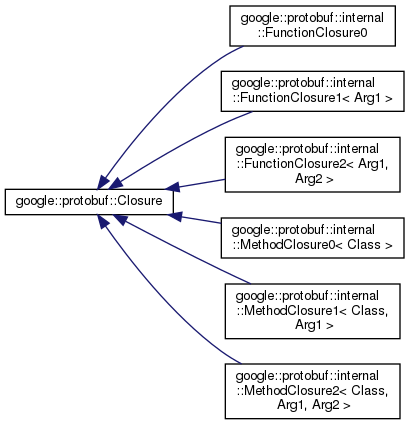 google::protobuf::internal
::FunctionClosure0
google::protobuf::internal
::FunctionClosure1< Arg1 >
google::protobuf::internal
::FunctionClosure2< Arg1,
Arg2 >
google::protobuf::Closure
google::protobuf::internal
::MethodClosure0< Class >
google::protobuf::internal
::MethodClosure1< Class,
Arg1 >
google::protobuf::internal
::MethodClosure2< Class,
Arg1, Arg2 >